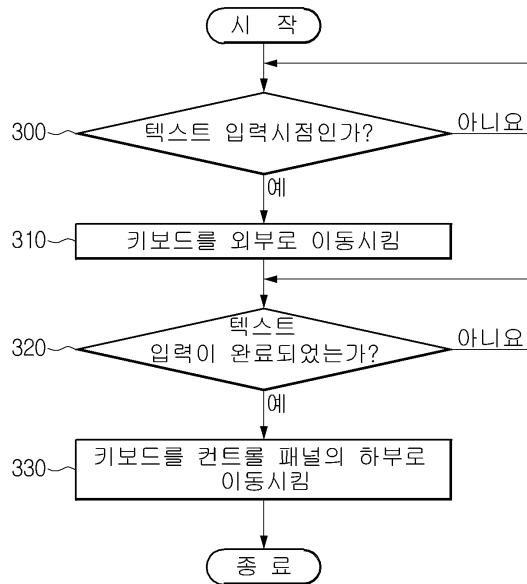 시 작
300
텍스트 입력시점인가?
아니요
예
310
키보드를 외부로 이동시킴
320
텍스트
입력이 완료되었는가?
아니요
예
330
키보드를 컨트롤 패널의 하부로
이동시킴
종 료